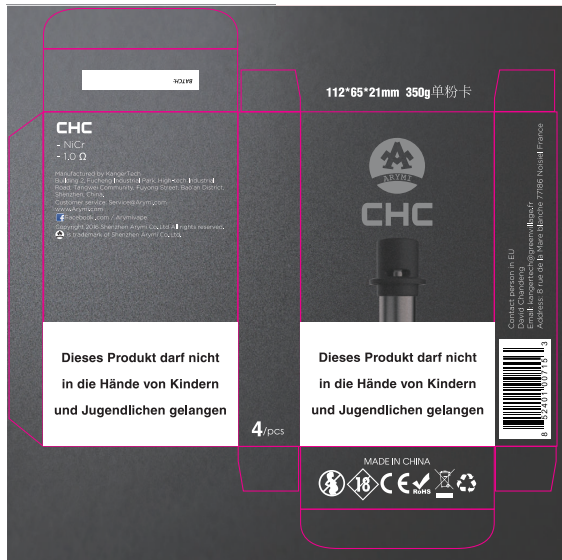 BATCH:
CHC
- NiCr
- 1.0 Ω
Manufactured by KangerTech
Building 2, Fucheng Industrial Park, High-tech Industrial
Road, Tangwei Community, Fuyong Street, Bao'an District,
Shenzhen, China.
Customer service: Service@Arymi.com
www.Arymi.com
Facebook .com / Arymivape
Copyright 2016 Shenzhen Arymi Co. Ltd All rights reserved.
is trademark of Shenzhen Arymi Co. Ltd.
Dieses Produkt darf nicht
in die Hände von Kindern
und Jugendlichen gelangen
4/pcs
112*65*21mm 350g单粉卡
ARYMI
CHC
Dieses Produkt darf nicht
in die Hände von Kindern
und Jugendlichen gelangen
MADE IN CHINA
18 CE RoHS
Contact person in EU
David Chandeng
Email: kangertech@greenvillage.fr
Address: 8 rue de la Mare blanche 77186 Noisiel France
8 52401 00715 3